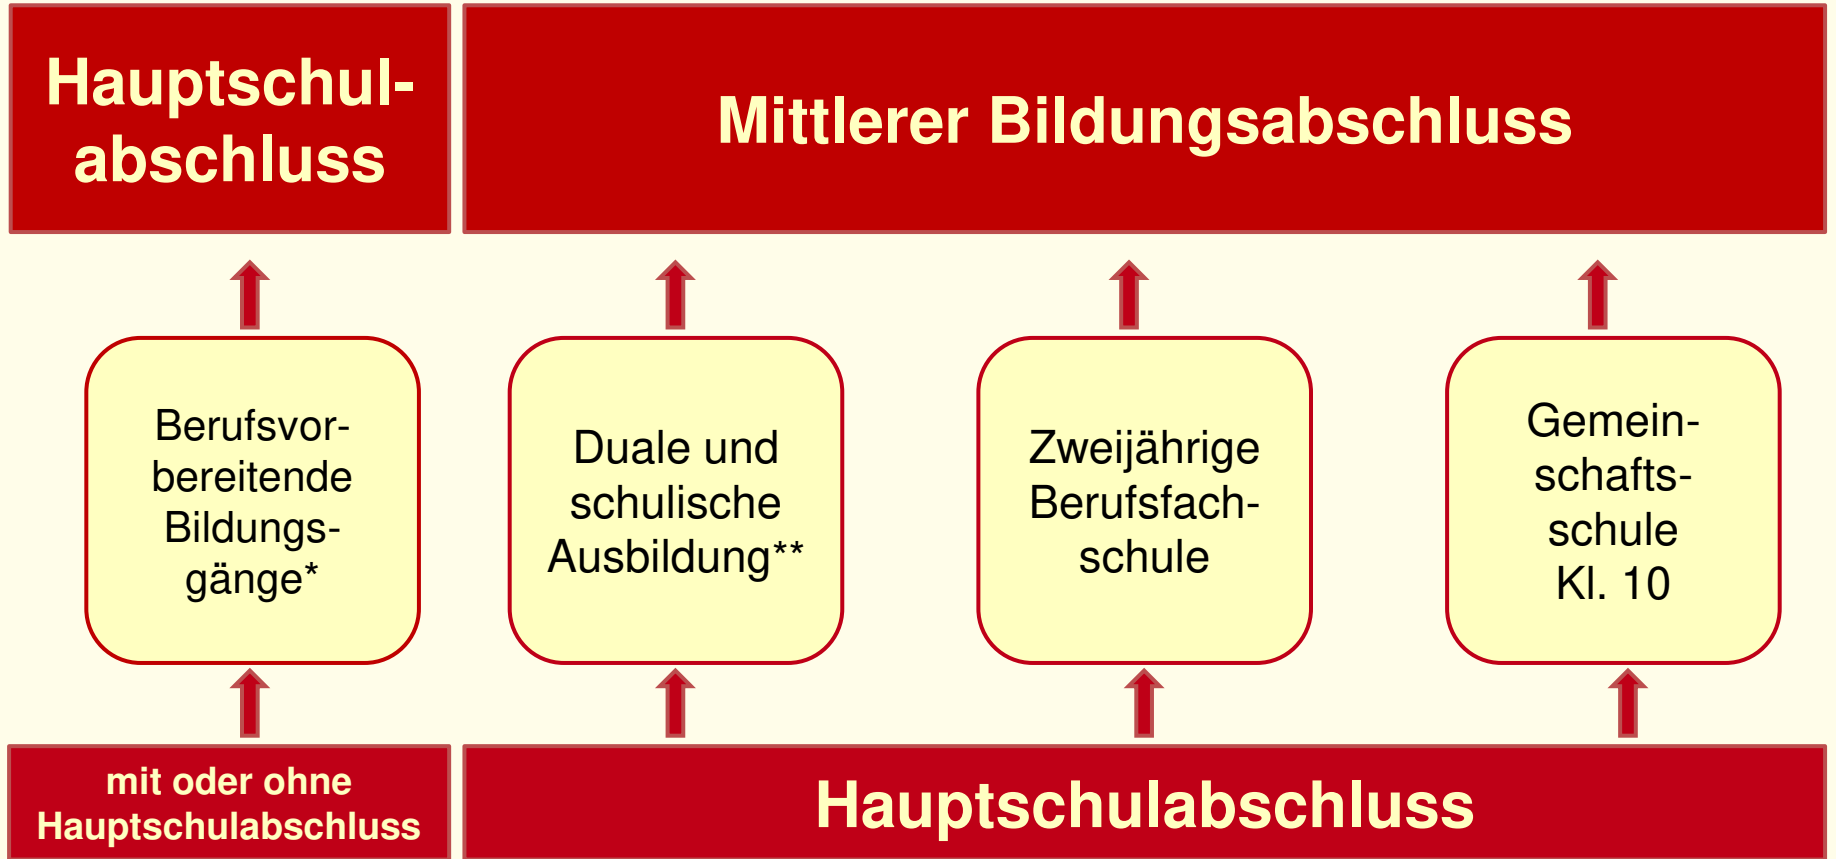 Hauptschul-
abschluss
Mittlerer Bildungsabschluss
Berufsvor-
bereitende
Bildungs-
gänge*
Duale und
schulische
Ausbildung**
Zweijährige
Berufsfach-
schule
Gemein-
schafts-
schule
Kl. 10
mit oder ohne
Hauptschulabschluss
Hauptschulabschluss